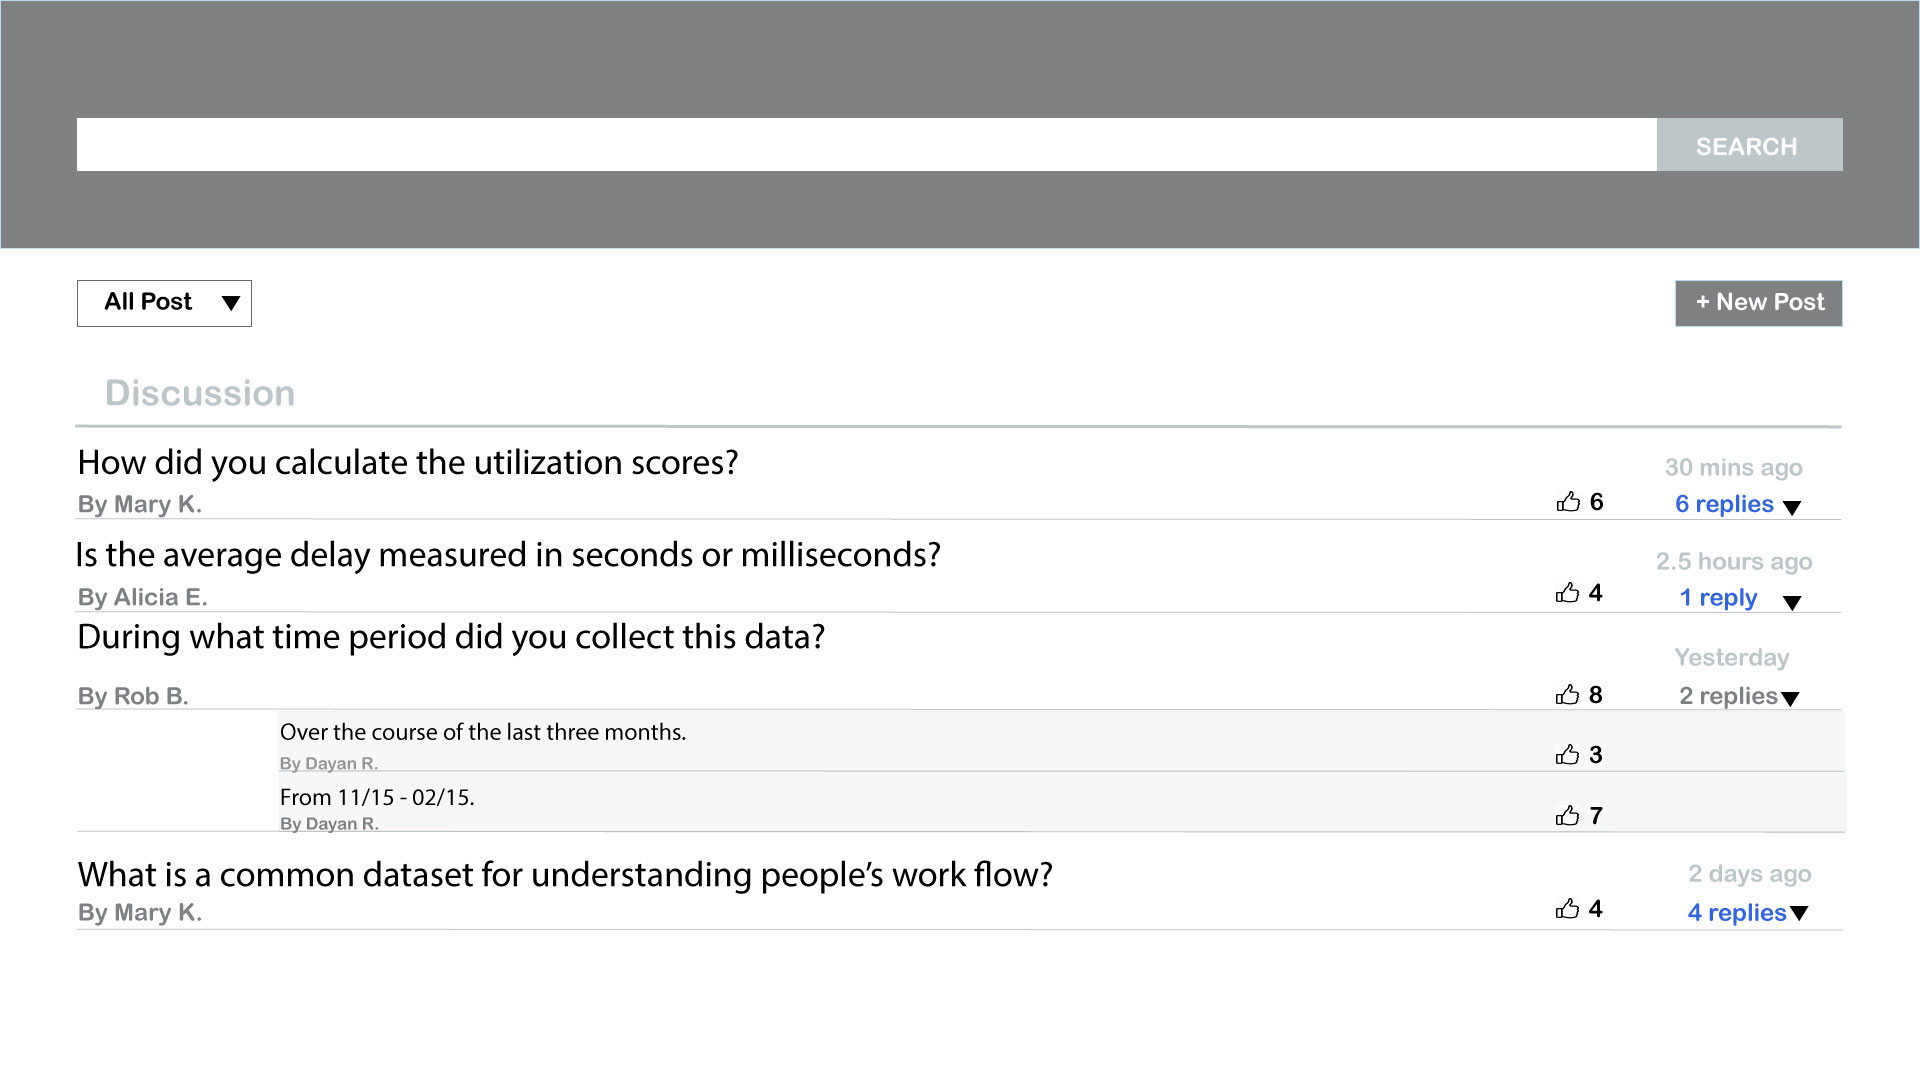 SEARCH
All Post
+ New Post
Discussion
How did you calculate the utilization scores?
30 mins ago
By Mary K.
6
6 replies
Is the average delay measured in seconds or milliseconds?
2.5 hours ago
By Alicia E.
4
1 reply
During what time period did you collect this data?
Yesterday
By Rob B.
8
2 replies
Over the course of the last three months.
By Dayan R.
3
From 11/15 - 02/15.
By Dayan R.
7
What is a common dataset for understanding people’s work flow?
2 days ago
By Mary K.
4
4 replies